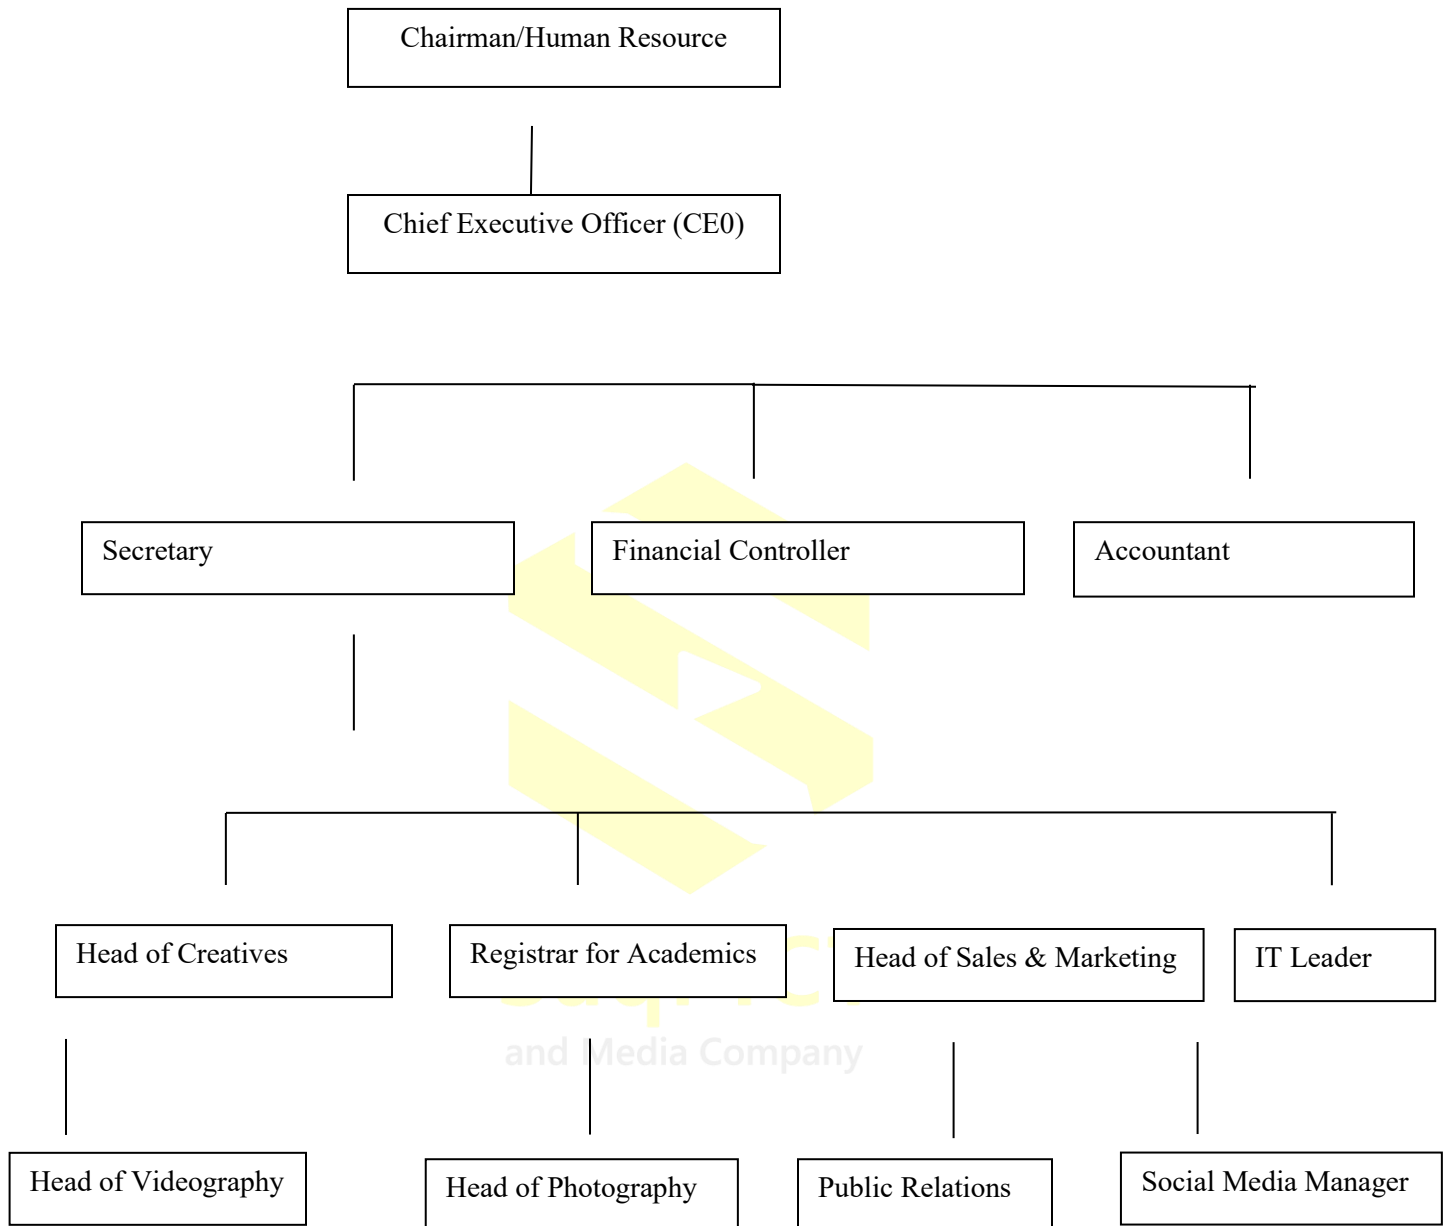 Chairman/Human Resource
Chief Executive Officer (CE0)
Secretary
Financial Controller
Accountant
Head of Creatives
Registrar for Academics
Head of Sales & Marketing
IT Leader
and Media Company
Head of Videography
Head of Photography
Public Relations
Social Media Manager